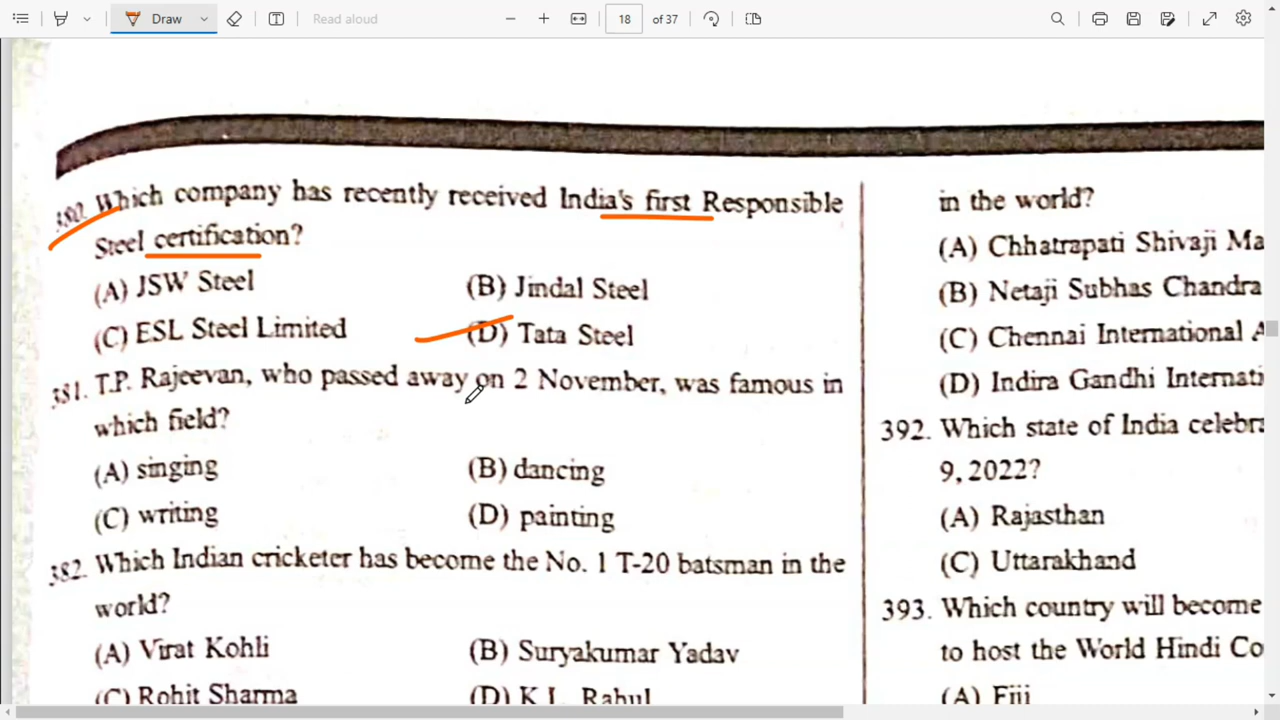 Draw
Read aloud
18 of 37
380. Which company has recently received India's first Responsible
Steel certification?
(A) JSW Steel (B) Jindal Steel
(C) ESL Steel Limited (D) Tata Steel
381. T.P. Rajeevan, who passed away on 2 November, was famous in
which field?
(A) singing (B) dancing
(C) writing (D) painting
382. Which Indian cricketer has become the No. 1 T-20 batsman in the
world?
(A) Virat Kohli (B) Suryakumar Yadav
(C) Rohit Sharma (D) K.L. Rahul
in the world?
(A) Chhatrapati Shivaji Ma
(B) Netaji Subhas Chandra
(C) Chennai International A
(D) Indira Gandhi Internati
392. Which state of India celebra
9, 2022?
(A) Rajasthan
(C) Uttarakhand
393. Which country will become
to host the World Hindi Co
(A) Fiji